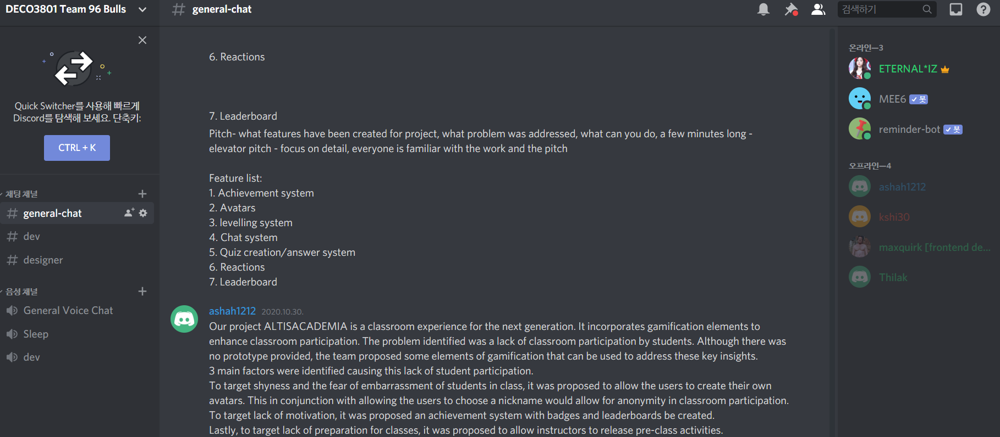 DECO3801 Team 96 Bulls
Quick Switcher를 사용해 빠르게
Discord를 탐색해 보세요. 단축키:
CTRL + K
채팅 채널
general-chat
dev
designer
음성 채널
General Voice Chat
Sleep
dev
# general-chat
검색하기
6. Reactions
7. Leaderboard
Pitch- what features have been created for project, what problem was addressed, what can you do, a few minutes long -
elevator pitch - focus on detail, everyone is familiar with the work and the pitch
Feature list:
1. Achievement system
2. Avatars
3. levelling system
4. Chat system
5. Quiz creation/answer system
6. Reactions
7. Leaderboard
ashah1212 2020.10.30.
Our project ALTISACADEMIA is a classroom experience for the next generation. It incorporates gamification elements to
enhance classroom participation. The problem identified was a lack of classroom participation by students. Although there was
no prototype provided, the team proposed some elements of gamification that can be used to address these key insights.
3 main factors were identified causing this lack of student participation.
To target shyness and the fear of embarrassment of students in class, it was proposed to allow the users to create their own
avatars. This in conjunction with allowing the users to choose a nickname would allow for anonymity in classroom participation.
To target lack of motivation, it was proposed an achievement system with badges and leaderboards be created.
Lastly, to target lack of preparation for classes, it was proposed to allow instructors to release pre-class activities.
온라인—3
ETERNAL*IZ
MEE6 ✓ 봇
reminder-bot ✓ 봇
오프라인—4
ashah1212
kshi30
maxquirk [frontend de...
Thilak